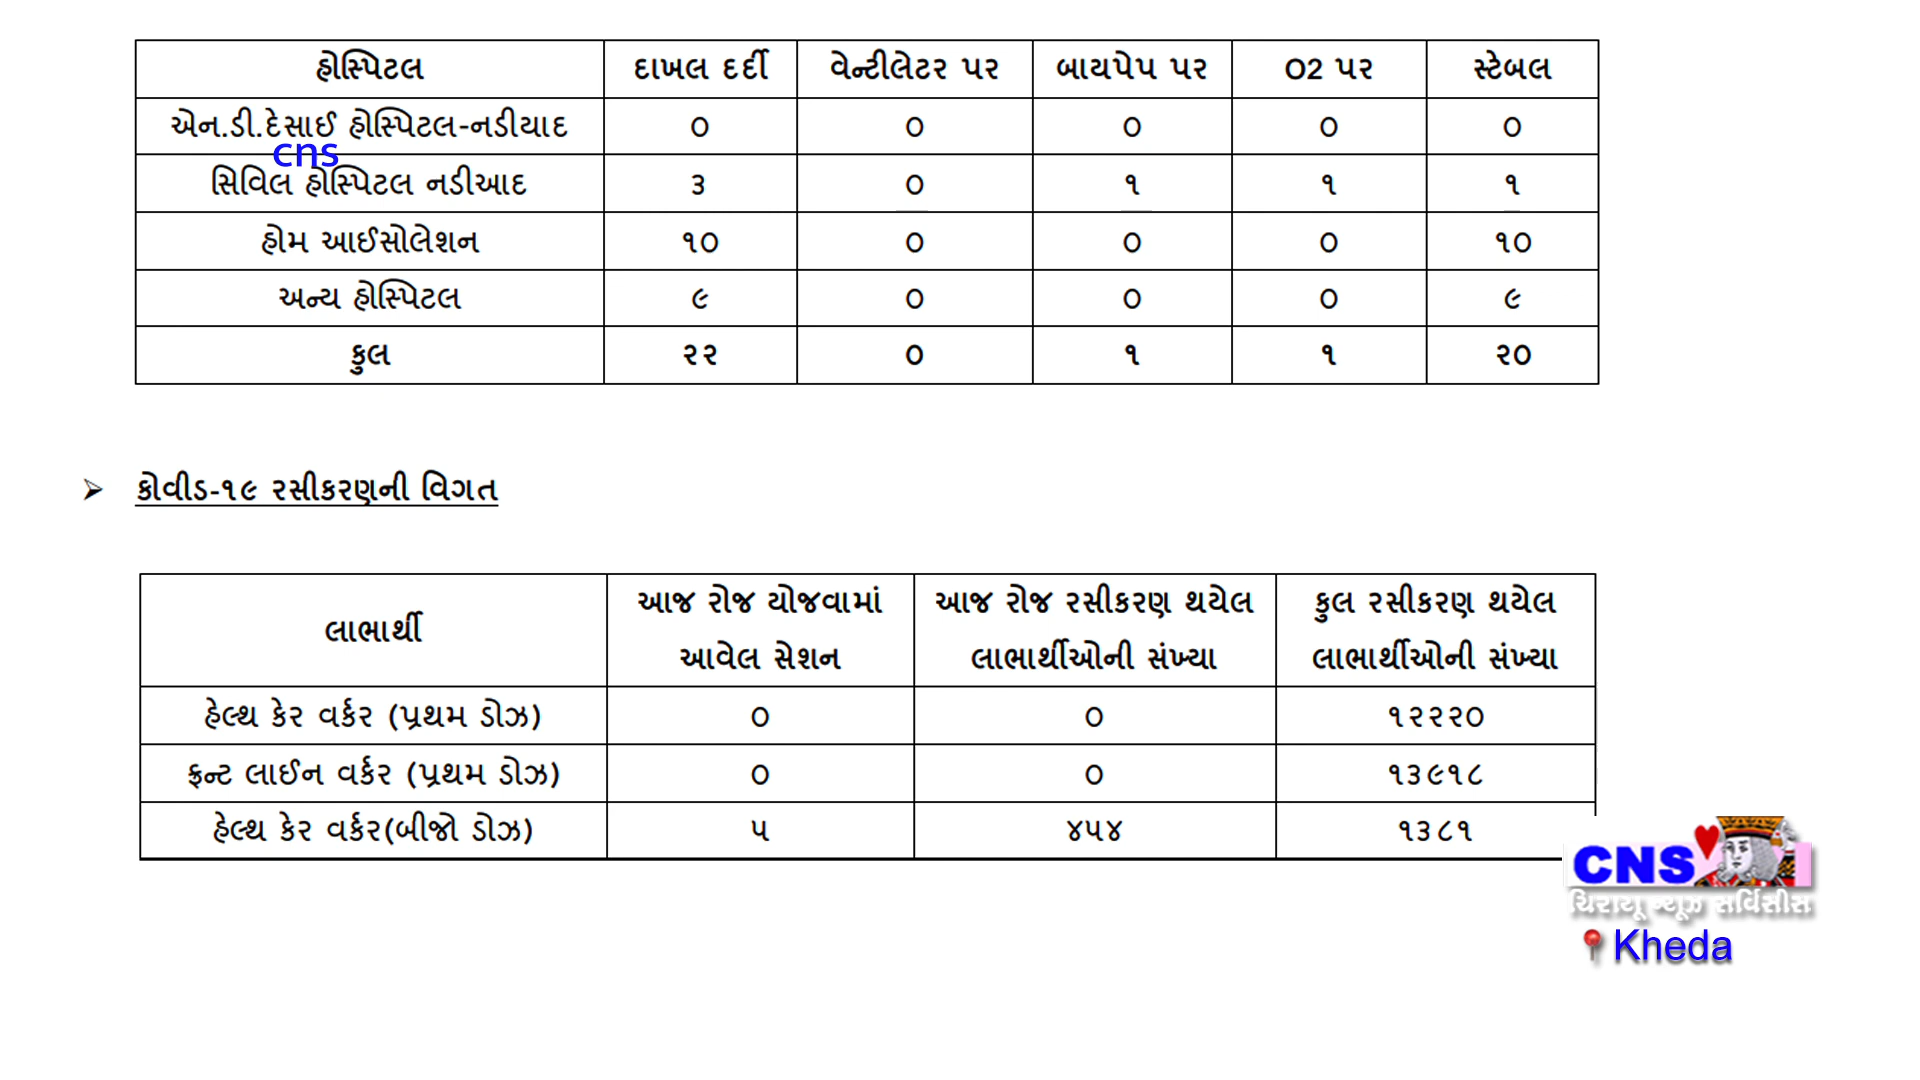 હોસ્પિટલ દાખલ દર્દી વેન્ટીલેટર પર બાયપેપ પર O2 પર સ્ટેબલ
એન.ડી.દેસાઈ હોસ્પિટલ-નડીયાદ ૦ ૦ ૦ ૦ ૦
cns
સિવિલ હોસ્પિટલ નડીઆદ ૩ ૦ ૧ ૧ ૧
હોમ આઈસોલેશન ૧૦ ૦ ૦ ૦ ૧૦
અન્ય હોસ્પિટલ ૯ ૦ ૦ ૦ ૯
કુલ ૨૨ ૦ ૧ ૧ ૨૦
➢ કોવીડ-૧૯ રસીકરણની વિગત
લાભાર્થી આજ રોજ યોજવામાં આવેલ સેશન આજ રોજ રસીકરણ થયેલ લાભાર્થીઓની સંખ્યા કુલ રસીકરણ થયેલ લાભાર્થીઓની સંખ્યા
હેલ્થ કેર વર્કર (પ્રથમ ડોઝ) ૦ ૦ ૧૨૨૨૦
ફ્રન્ટ લાઈન વર્કર (પ્રથમ ડોઝ) ૦ ૦ ૧૩૯૧૮
હેલ્થ કેર વર્કર(બીજો ડોઝ) ૫ ૪૫૪ ૧૩૮૧
CNS
ચિરાયૂ ન્યૂઝ સર્વિસીસ
Kheda